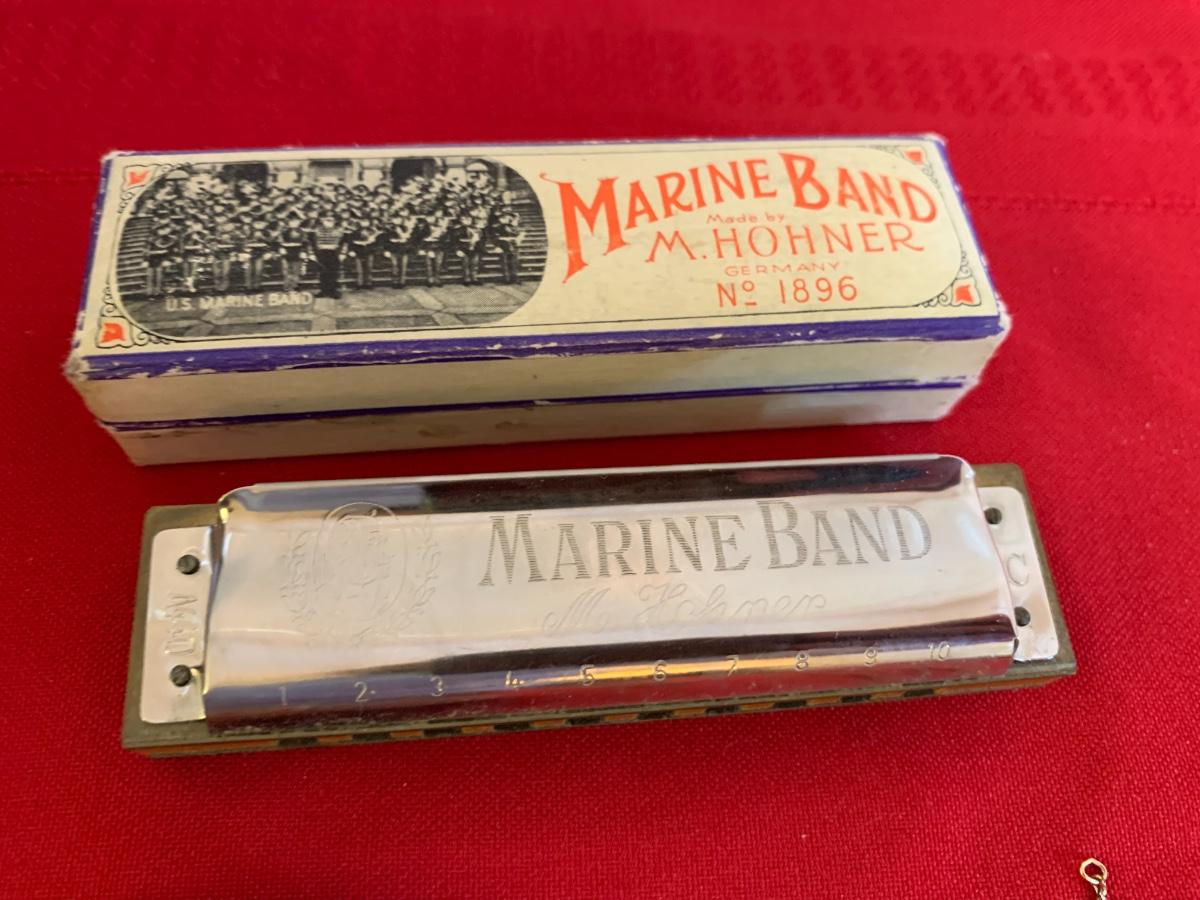 U.S. MARINE BAND
MARINE BAND
Made by
M. HOHNER
GERMANY
Nº 1896
MARINE BAND
M. Hohner
C
1 2 3 4 5 6 7 8 9 10